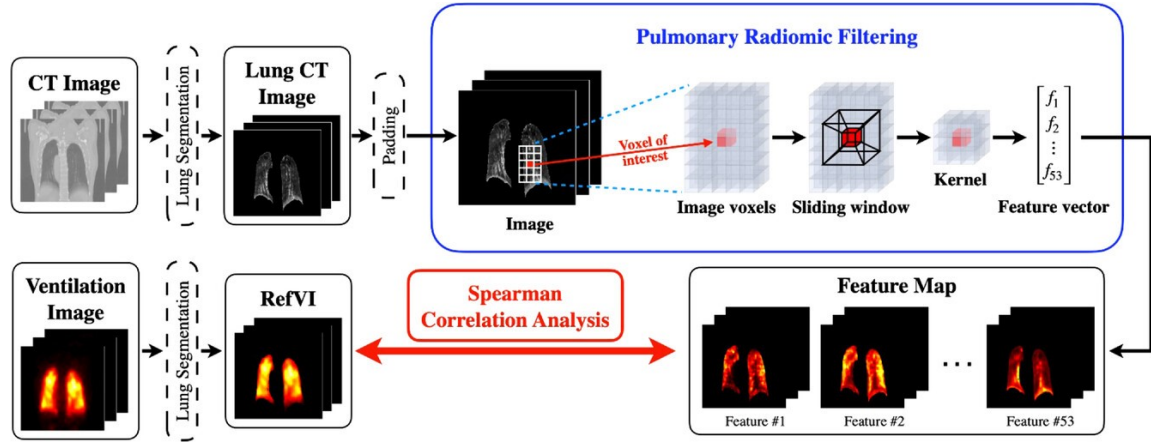 Pulmonary Radiomic Filtering
CT Image
Lung Segmentation
Lung CT
Image
Padding
Voxel of
interest
Image
Image voxels
Sliding window
Kernel
f1
f2
⋮
f53
Feature vector
Ventilation
Image
Lung Segmentation
RefVI
Spearman
Correlation Analysis
Feature Map
...
Feature #1
Feature #2
Feature #53